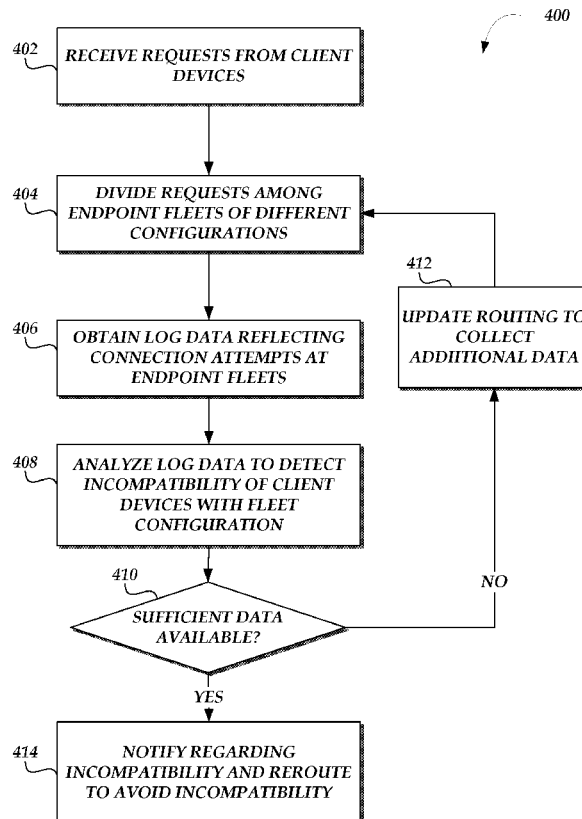 400
402
RECEIVE REQUESTS FROM CLIENT
DEVICES
404
DIVIDE REQUESTS AMONG
ENDPOINT FLEETS OF DIFFERENT
CONFIGURATIONS
412
UPDATE ROUTING TO
COLLECT
ADDIITIONAL DATA
406
OBTAIN LOG DATA REFLECTING
CONNECTION ATTEMPTS AT
ENDPOINT FLEETS
408
ANALYZE LOG DATA TO DETECT
INCOMPATIBILITY OF CLIENT
DEVICES WITH FLEET
CONFIGURATION
410
SUFFICIENT DATA
AVAILABLE?
NO
YES
414
NOTIFY REGARDING
INCOMPATIBILITY AND REROUTE
TO AVOID INCOMPATIBILITY